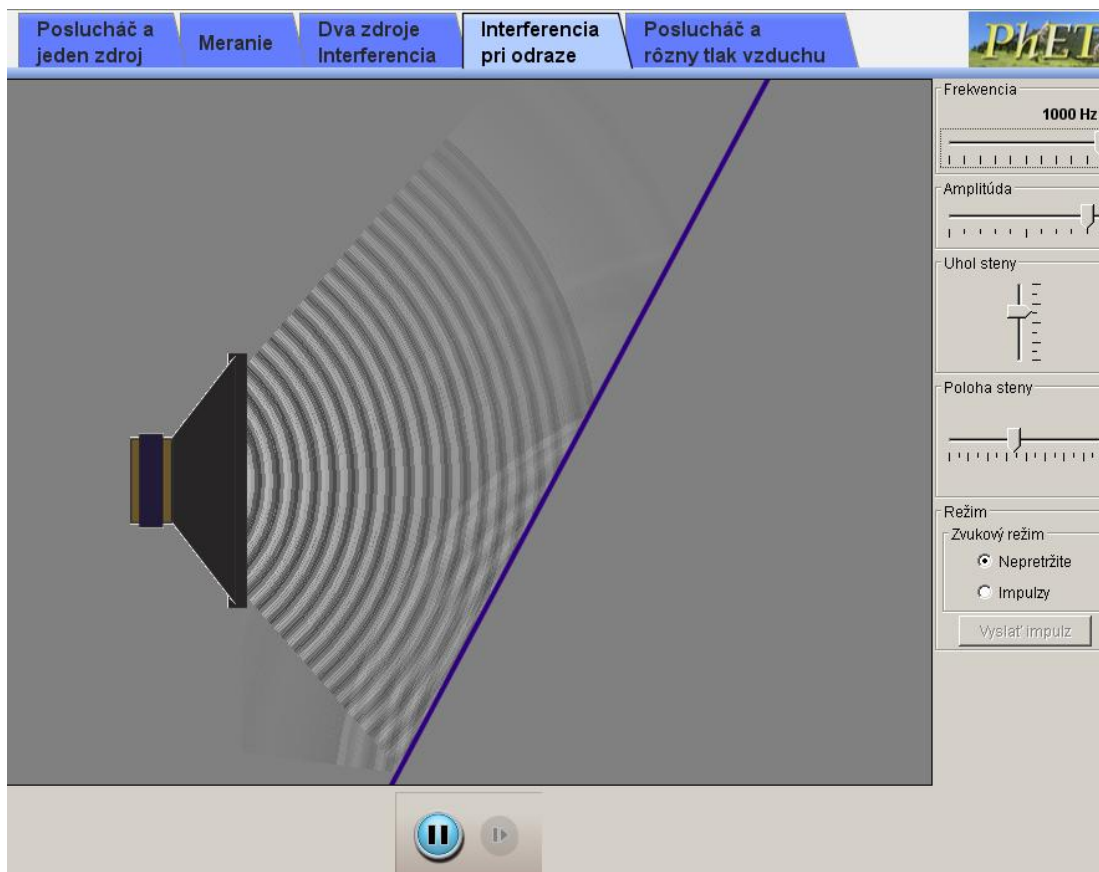 Poslucháč a
jeden zdroj
Meranie
Dva zdroje
Interferencia
Interferencia
pri odraze
Poslucháč a
rôzny tlak vzduchu
PhET
Frekvencia
1000 Hz
Amplitúda
Uhol steny
Poloha steny
Režim
Zvukový režim
Nepretržite
Impulzy
Vyslať impulz